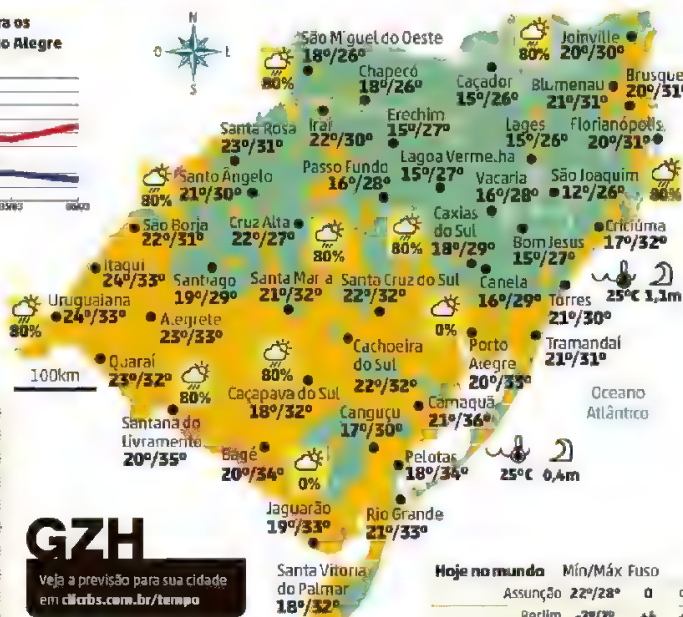 ra os
o Alegre
N
O
L
S
São Miguel do Oeste
18º/26º
80%
Chapecó
18º/26º
Caçador
15º/26º
80%
Joinville
20º/30º
Blumenau
21º/31º
Brusque
20º/31º
Santa Rosa
23º/31º
Iraí
22º/30º
Erechim
15º/27º
Lages
15º/26º
Florianópolis
20º/31º
80%
Santo Ângelo
21º/30º
Passo Fundo
16º/28º
Lagoa Vermelha
15º/27º
Vacaria
16º/28º
São Joaquim
12º/26º
80%
São Borja
22º/31º
Cruz Alta
22º/27º
80%
80%
Caxias
do Sul
18º/29º
Bom Jesus
15º/27º
Criciúma
17º/32º
Itaqui
24º/33º
Santiago
19º/29º
Santa Maria
21º/32º
Santa Cruz do Sul
22º/32º
Canela
16º/29º
25ºC 1,1m
Torres
21º/30º
80%
Uruguaiana
24º/33º
Alegrete
23º/33º
0%
Porto
Alegre
20º/33º
Tramandaí
21º/31º
Quaraí
23º/32º
100km
80%
80%
Cachoeira
do Sul
22º/32º
Caçapava do Sul
18º/32º
Camaquã
21º/36º
Oceano
Atlântico
Santana do
Livramento
20º/35º
Canguçu
17º/30º
Bagé
20º/34º
0%
Pelotas
18º/34º
25ºC 0,4m
Jaguarão
19º/33º
Rio Grande
21º/33º
GZH
Veja a previsão para sua cidade
em clicrbs.com.br/tempo
Santa Vitória
do Palmar
18º/32º
Hoje no mundo Mín/Máx Fuso
Assunção 22º/28º 0
Berlim